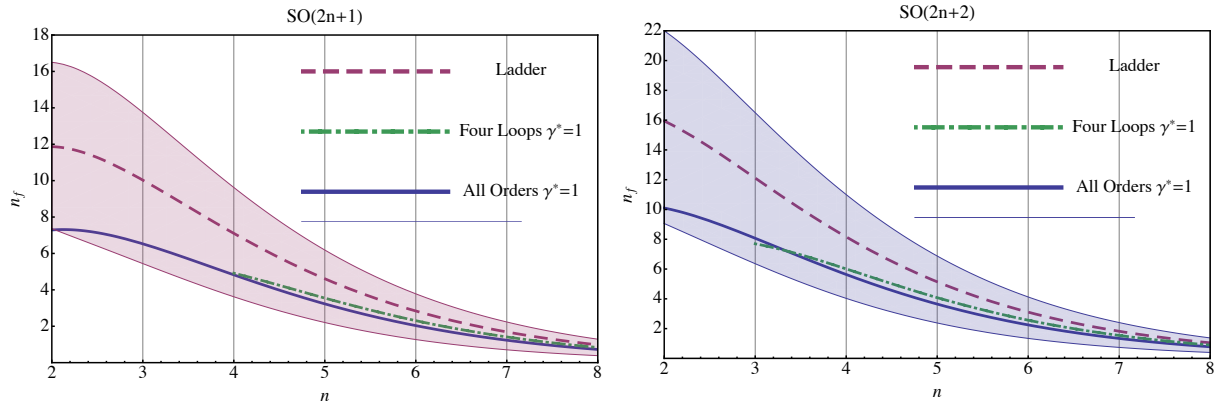 SO(2n+1)
18
16
14
12
10
8
6
4
2
n_f
Ladder
Four Loops γ*=1
All Orders γ*=1
2 3 4 5 6 7 8
n
SO(2n+2)
22
20
18
16
14
12
10
8
6
4
2
n_f
Ladder
Four Loops γ*=1
All Orders γ*=1
2 3 4 5 6 7 8
n